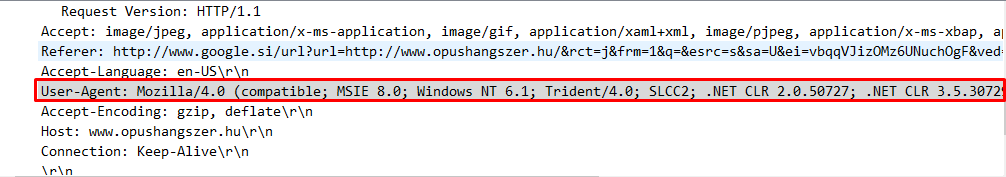 Request Version: HTTP/1.1
Accept: image/jpeg, application/x-ms-application, image/gif, application/xaml+xml, image/pjpeg, application/x-ms-xbap, ap
Referer: http://www.google.si/url?url=http://www.opushangszer.hu/&rct=j&frm=1&q=&esrc=s&sa=U&ei=vbqqVJizOMz6UNuchOgF&ved=
Accept-Language: en-US\r\n
User-Agent: Mozilla/4.0 (compatible; MSIE 8.0; Windows NT 6.1; Trident/4.0; SLCC2; .NET CLR 2.0.50727; .NET CLR 3.5.30729
Accept-Encoding: gzip, deflate\r\n
Host: www.opushangszer.hu\r\n
Connection: Keep-Alive\r\n
\r\n